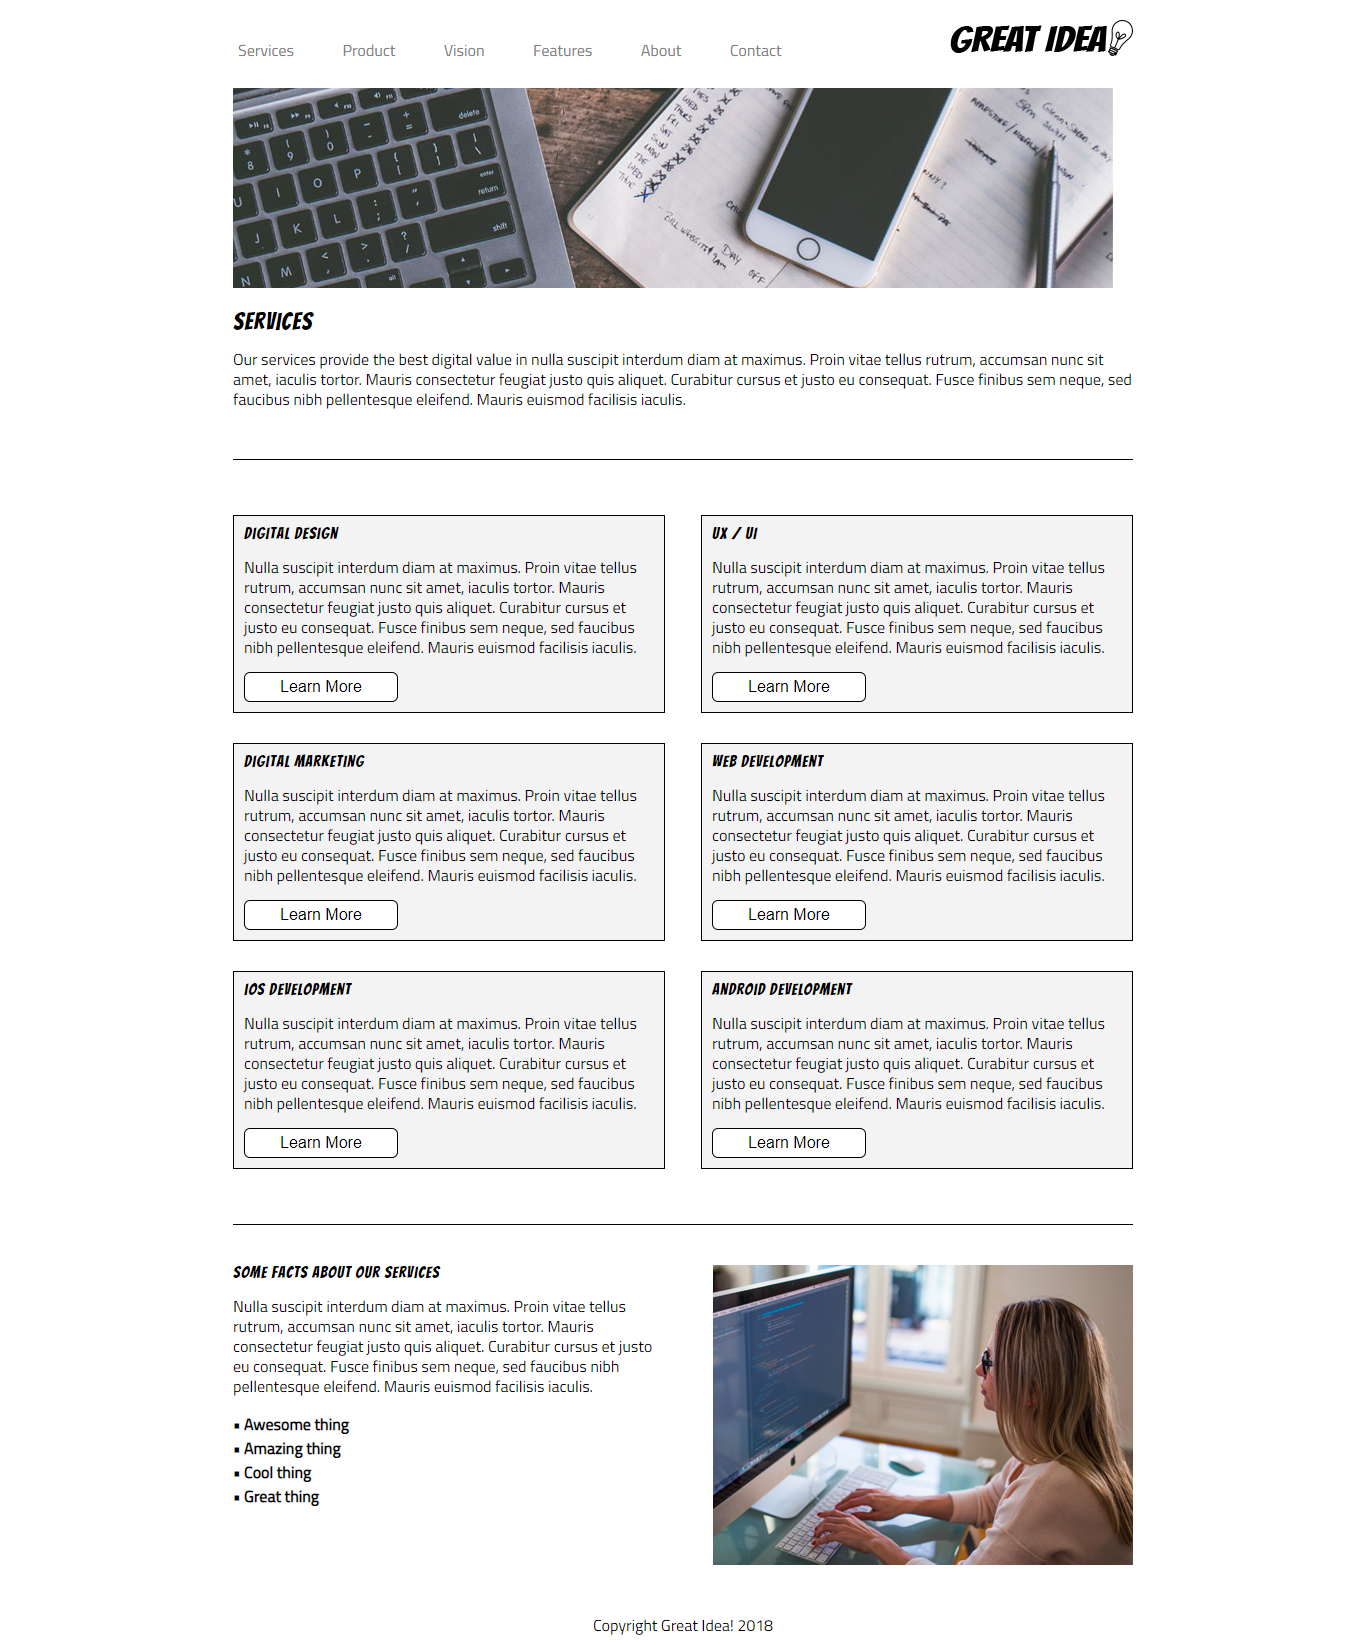 Services Product Vision Features About Contact
GREAT IDEA
delete
return
enter
shift
BILL WEBSITE
DAY OFF
SERVICES
Our services provide the best digital value in nulla suscipit interdum diam at maximus. Proin vitae tellus rutrum, accumsan nunc sit
amet, iaculis tortor. Mauris consectetur feugiat justo quis aliquet. Curabitur cursus et justo eu consequat. Fusce finibus sem neque, sed
faucibus nibh pellentesque eleifend. Mauris euismod facilisis iaculis.
DIGITAL DESIGN
Nulla suscipit interdum diam at maximus. Proin vitae tellus
rutrum, accumsan nunc sit amet, iaculis tortor. Mauris
consectetur feugiat justo quis aliquet. Curabitur cursus et
justo eu consequat. Fusce finibus sem neque, sed faucibus
nibh pellentesque eleifend. Mauris euismod facilisis iaculis.
Learn More
UX / UI
Nulla suscipit interdum diam at maximus. Proin vitae tellus
rutrum, accumsan nunc sit amet, iaculis tortor. Mauris
consectetur feugiat justo quis aliquet. Curabitur cursus et
justo eu consequat. Fusce finibus sem neque, sed faucibus
nibh pellentesque eleifend. Mauris euismod facilisis iaculis.
Learn More
DIGITAL MARKETING
Nulla suscipit interdum diam at maximus. Proin vitae tellus
rutrum, accumsan nunc sit amet, iaculis tortor. Mauris
consectetur feugiat justo quis aliquet. Curabitur cursus et
justo eu consequat. Fusce finibus sem neque, sed faucibus
nibh pellentesque eleifend. Mauris euismod facilisis iaculis.
Learn More
WEB DEVELOPMENT
Nulla suscipit interdum diam at maximus. Proin vitae tellus
rutrum, accumsan nunc sit amet, iaculis tortor. Mauris
consectetur feugiat justo quis aliquet. Curabitur cursus et
justo eu consequat. Fusce finibus sem neque, sed faucibus
nibh pellentesque eleifend. Mauris euismod facilisis iaculis.
Learn More
IOS DEVELOPMENT
Nulla suscipit interdum diam at maximus. Proin vitae tellus
rutrum, accumsan nunc sit amet, iaculis tortor. Mauris
consectetur feugiat justo quis aliquet. Curabitur cursus et
justo eu consequat. Fusce finibus sem neque, sed faucibus
nibh pellentesque eleifend. Mauris euismod facilisis iaculis.
Learn More
ANDROID DEVELOPMENT
Nulla suscipit interdum diam at maximus. Proin vitae tellus
rutrum, accumsan nunc sit amet, iaculis tortor. Mauris
consectetur feugiat justo quis aliquet. Curabitur cursus et
justo eu consequat. Fusce finibus sem neque, sed faucibus
nibh pellentesque eleifend. Mauris euismod facilisis iaculis.
Learn More
SOME FACTS ABOUT OUR SERVICES
Nulla suscipit interdum diam at maximus. Proin vitae tellus
rutrum, accumsan nunc sit amet, iaculis tortor. Mauris
consectetur feugiat justo quis aliquet. Curabitur cursus et justo
eu consequat. Fusce finibus sem neque, sed faucibus nibh
pellentesque eleifend. Mauris euismod facilisis iaculis.
▪ Awesome thing
▪ Amazing thing
▪ Cool thing
▪ Great thing
Copyright Great Idea! 2018